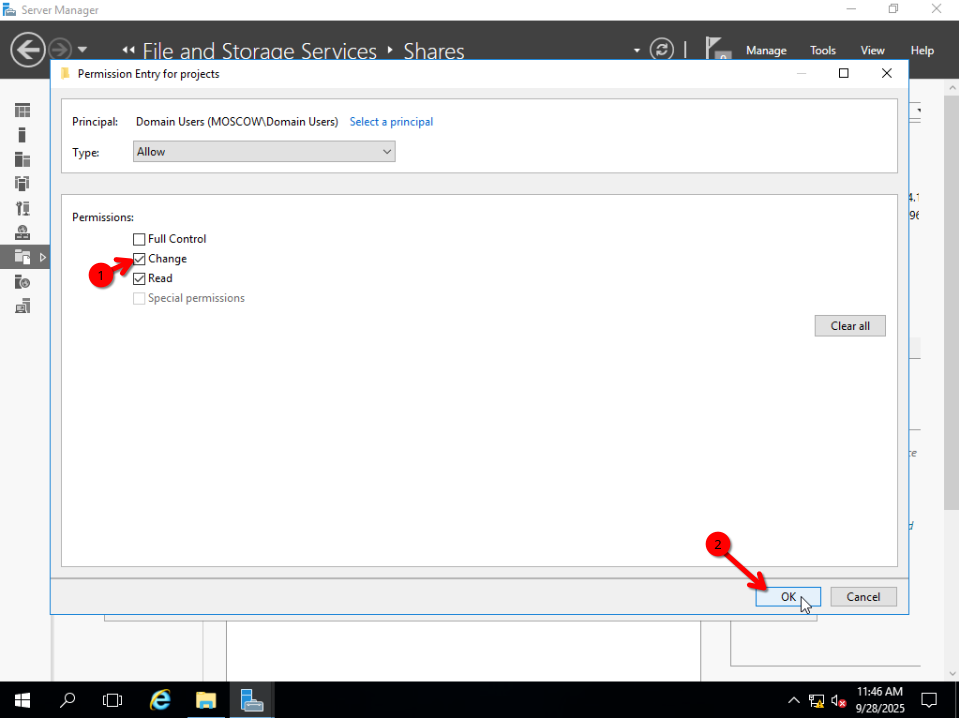 Server Manager
File and Storage Services Shares
Manage Tools View Help
Permission Entry for projects
Principal: Domain Users (MOSCOW\Domain Users) Select a principal
Type: Allow
Permissions:
Full Control
Change
1
Read
Special permissions
Clear all
2
OK Cancel
11:46 AM
9/28/2025